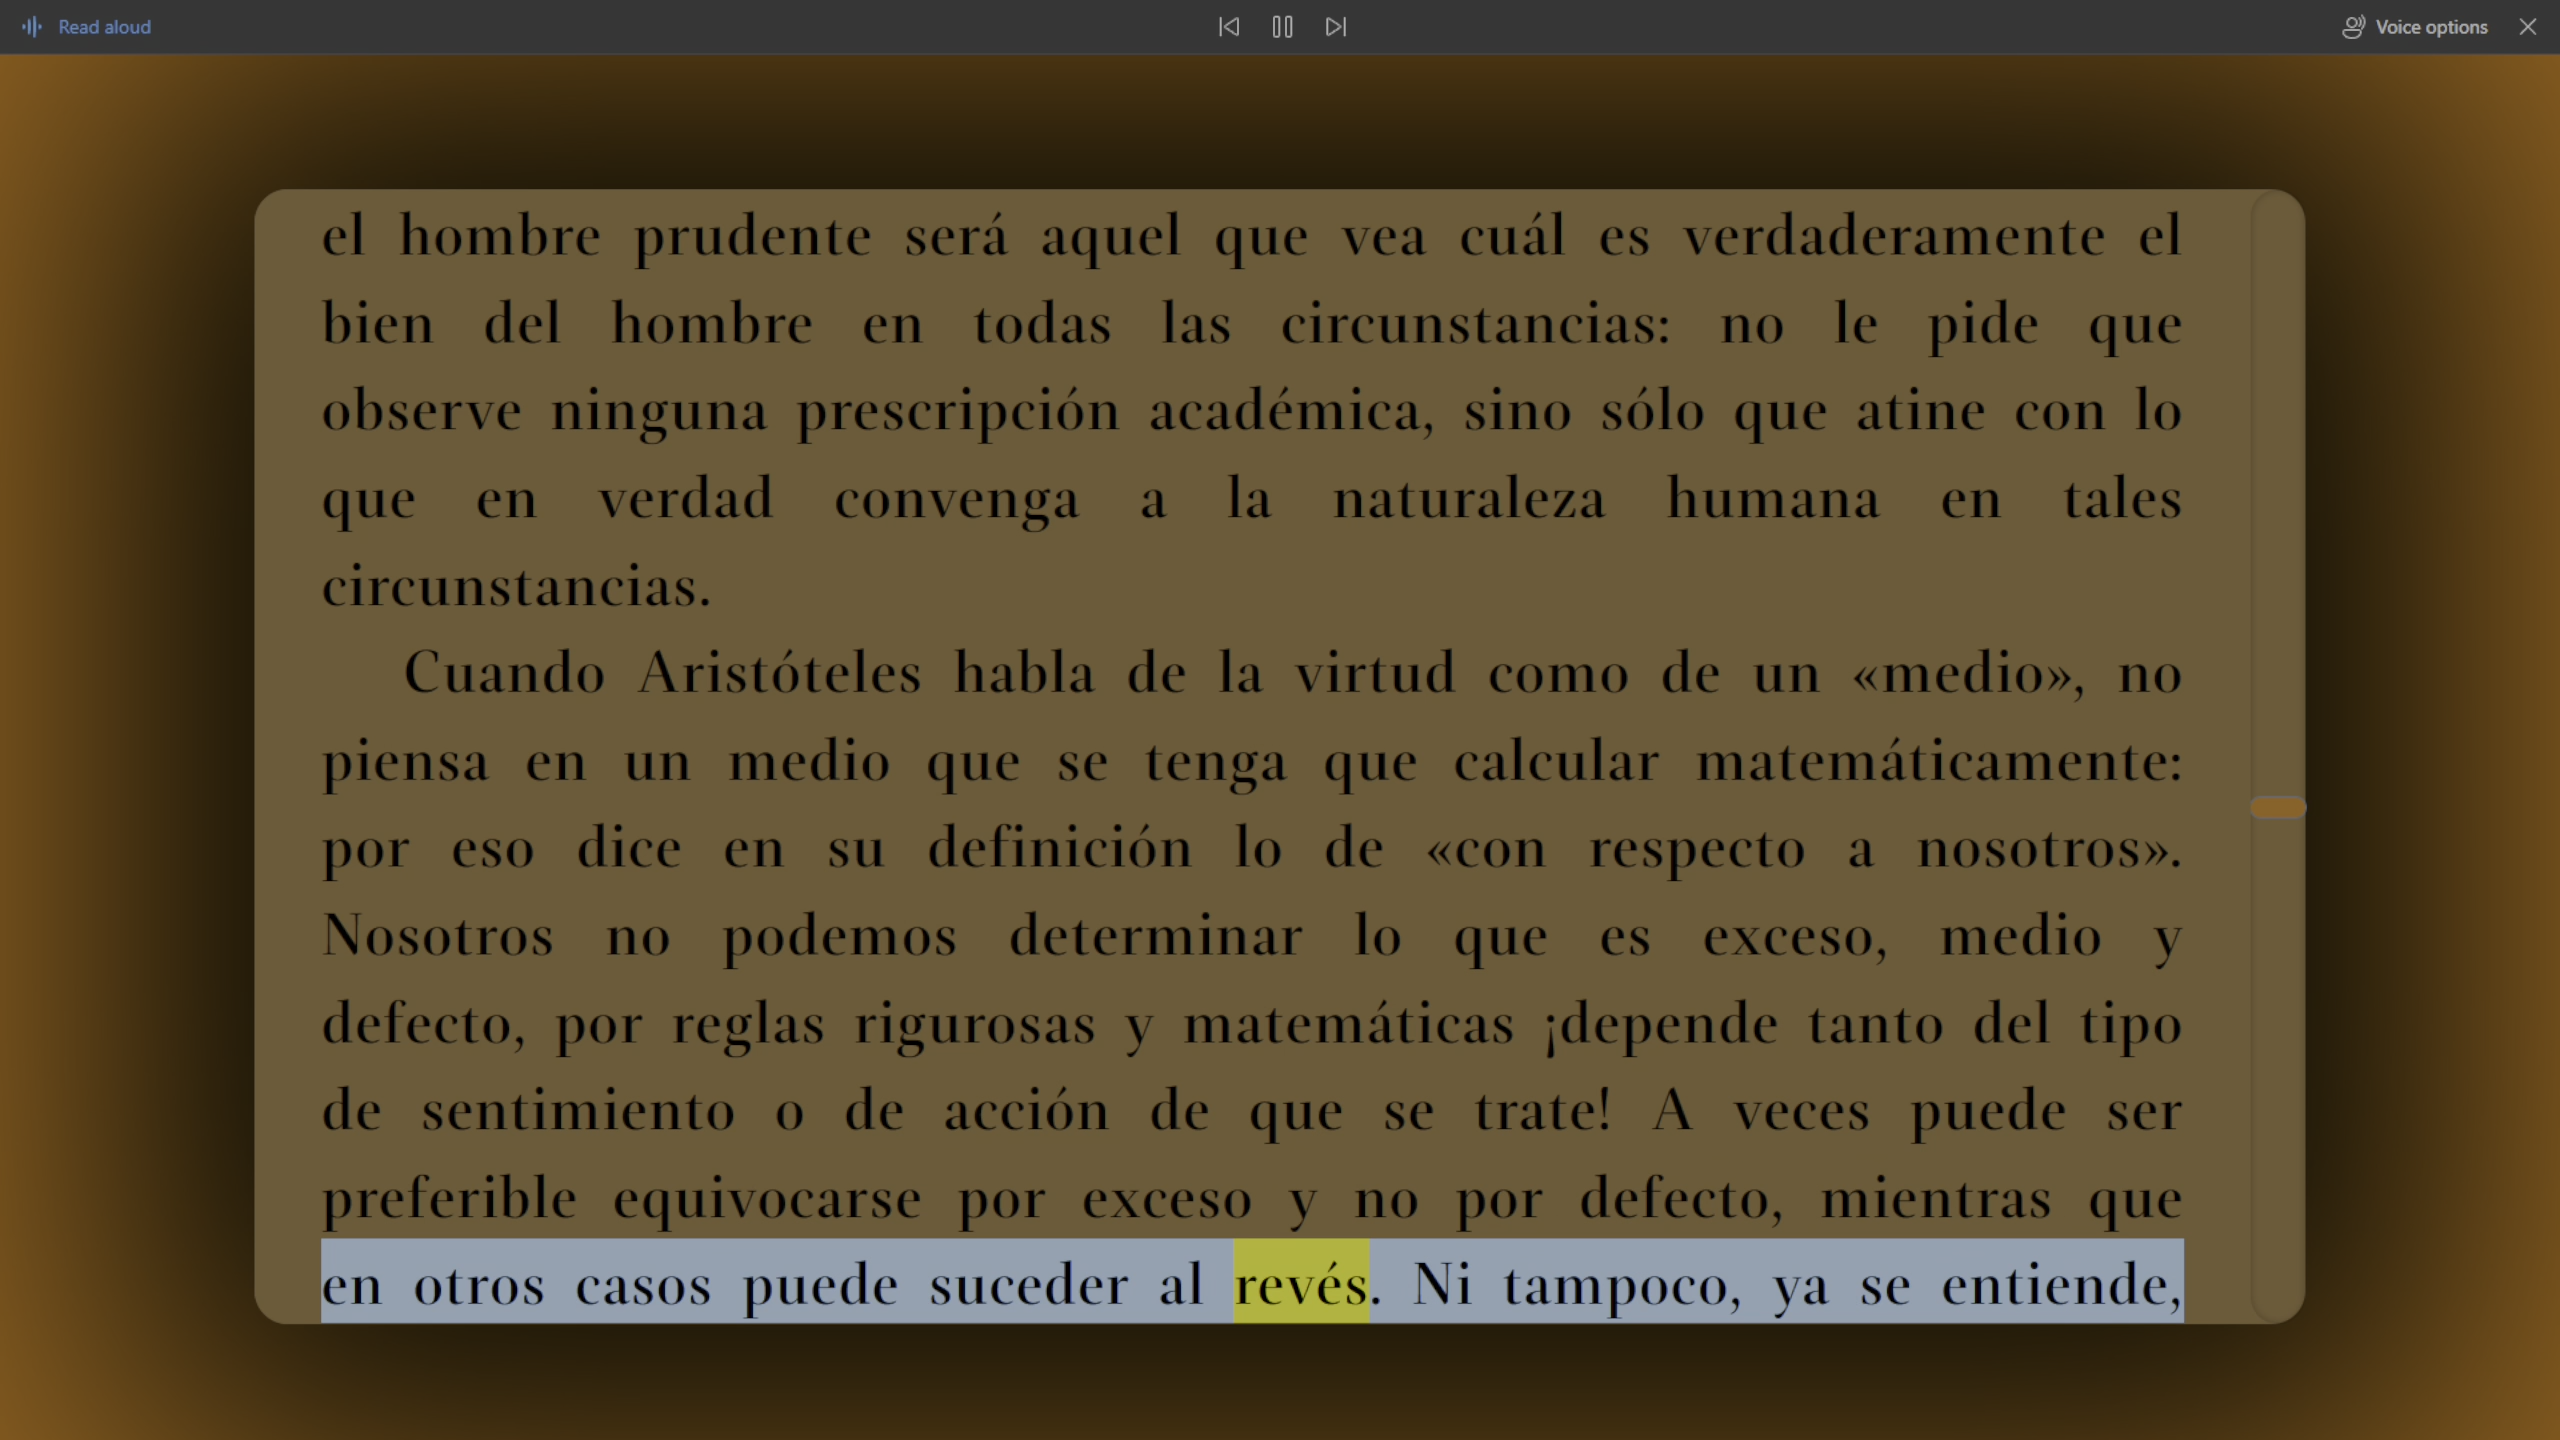 Read aloud
Voice options
el hombre prudente será aquel que vea cuál es verdaderamente el
bien del hombre en todas las circunstancias: no le pide que
observe ninguna prescripción académica, sino sólo que atine con lo
que en verdad convenga a la naturaleza humana en tales
circunstancias.
Cuando Aristóteles habla de la virtud como de un «medio», no
piensa en un medio que se tenga que calcular matemáticamente:
por eso dice en su definición lo de «con respecto a nosotros».
Nosotros no podemos determinar lo que es exceso, medio y
defecto, por reglas rigurosas y matemáticas ¡depende tanto del tipo
de sentimiento o de acción de que se trate! A veces puede ser
preferible equivocarse por exceso y no por defecto, mientras que
en otros casos puede suceder al revés. Ni tampoco, ya se entiende,